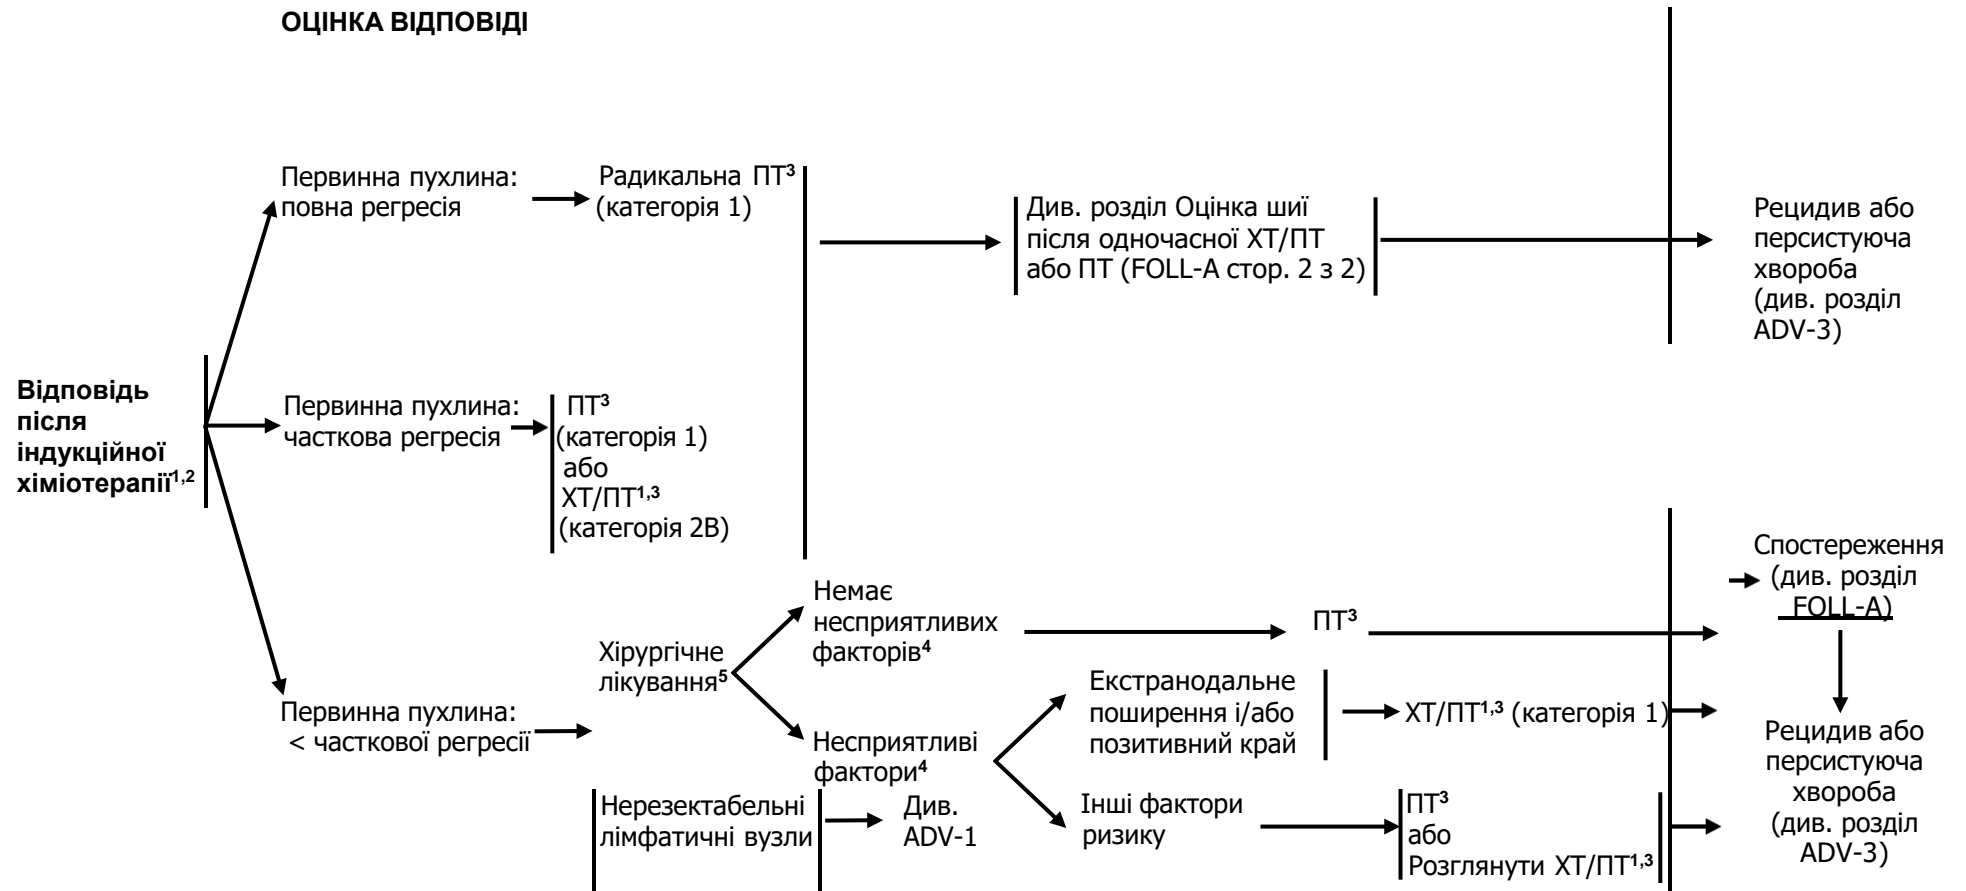 ОЦІНКА ВІДПОВІДІ
Відповідь
після
індукційної
хіміотерапії1,2
Первинна пухлина:
повна регресія
Радикальна ПТ3
(категорія 1)
Див. розділ Оцінка шиї
після одночасної ХТ/ПТ
або ПТ (FOLL-A стор. 2 з 2)
Рецидив або
персистуюча
хвороба
(див. розділ
ADV-3)
Первинна пухлина:
часткова регресія
ПТ3
(категорія 1)
або
ХТ/ПТ1,3
(категорія 2B)
Первинна пухлина:
< часткової регресії
Хірургічне
лікування5
Немає
несприятливих
факторів4
ПТ3
Несприятливі
фактори4
Екстранодальне
поширення і/або
позитивний край
ХТ/ПТ1,3 (категорія 1)
Інші фактори
ризику
ПТ3
або
Розглянути ХТ/ПТ1,3
Нерезектабельні
лімфатичні вузли
Див.
ADV-1
Спостереження
(див. розділ
FOLL-A)
Рецидив або
персистуюча
хвороба
(див. розділ
ADV-3)